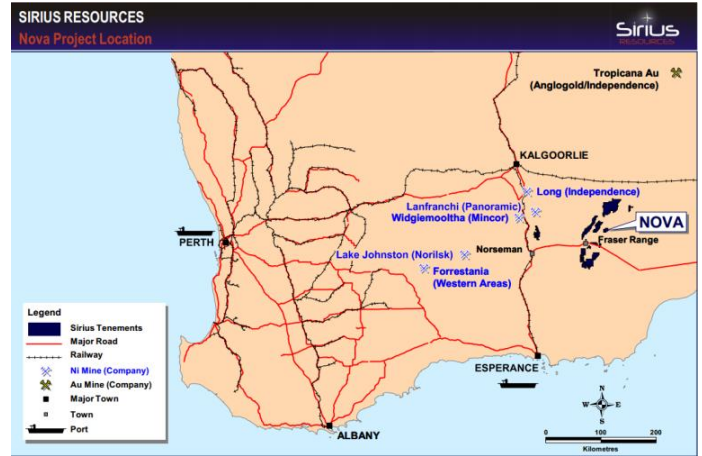 SIRIUS RESOURCES
Nova Project Location
Sirius
RESOURCES
Tropicana Au
(Anglogold/Independence)
KALGOORLIE
Long (Independence)
Lanfranchi (Panoramic)
Widgiemooltha (Mincor)
NOVA
PERTH
Norseman
Fraser Range
Lake Johnston (Norilsk)
Forrestania
(Western Areas)
Legend
Sirius Tenements
Major Road
Railway
Ni Mine (Company)
Au Mine (Company)
Major Town
Town
Port
ESPERANCE
ALBANY
N
W E
S
0 100 200
Kilometres